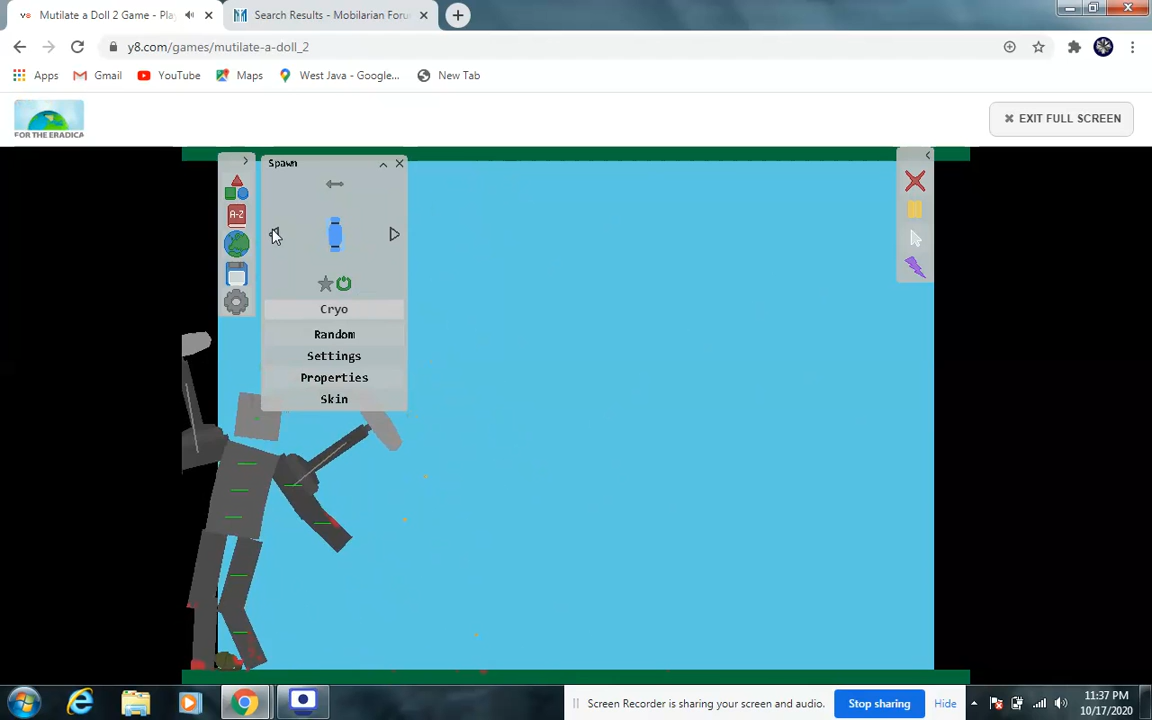 Mutilate a Doll 2 Game - Pla
Search Results - Mobilarian Foru
y8.com/games/mutilate-a-doll_2
Apps
Gmail
YouTube
Maps
West Java - Google...
New Tab
FOR THE ERADICA
EXIT FULL SCREEN
Spawn
A-Z
Cryo
Random
Settings
Properties
Skin
Screen Recorder is sharing your screen and audio.
Stop sharing
Hide
11:37 PM
10/17/2020